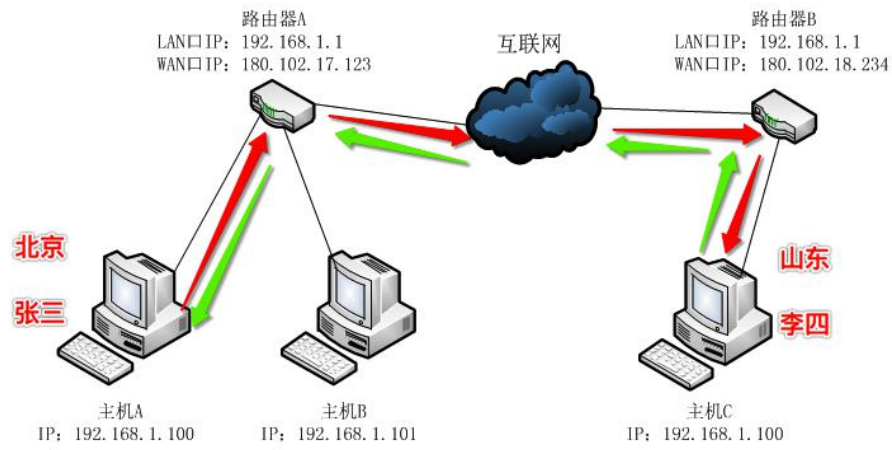 路由器A
LAN口IP: 192.168.1.1
WAN口IP: 180.102.17.123
互联网
路由器B
LAN口IP: 192.168.1.1
WAN口IP: 180.102.18.234
北京
张三
山东
李四
主机A
IP: 192.168.1.100
主机B
IP: 192.168.1.101
主机C
IP: 192.168.1.100